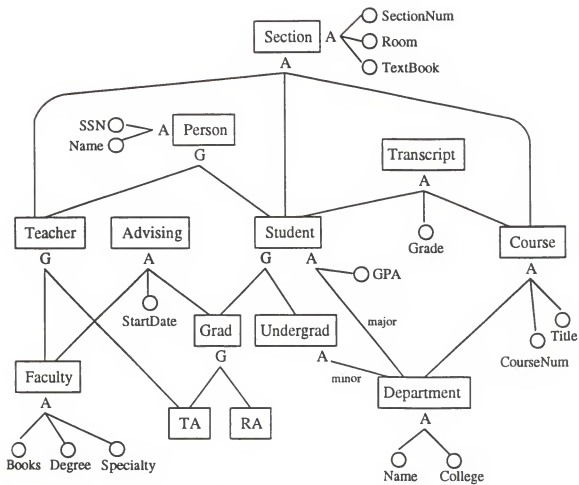 Section A SectionNum
Room
TextBook
A
SSN
Name A Person
G
Transcript
A
Teacher Advising Student Course
G A G A Grade A
GPA
StartDate Grad Undergrad major Title
G A CourseNum
Faculty minor Department
A TA RA A
Books Degree Specialty
Name College